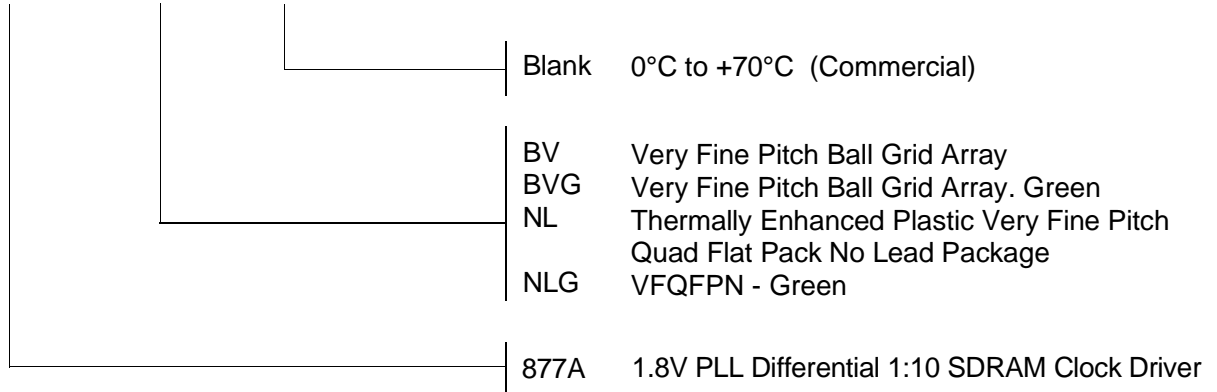 Blank 0°C to +70°C (Commercial)
BV Very Fine Pitch Ball Grid Array
BVG Very Fine Pitch Ball Grid Array. Green
NL Thermally Enhanced Plastic Very Fine Pitch
Quad Flat Pack No Lead Package
NLG VFQFPN - Green
877A 1.8V PLL Differential 1:10 SDRAM Clock Driver